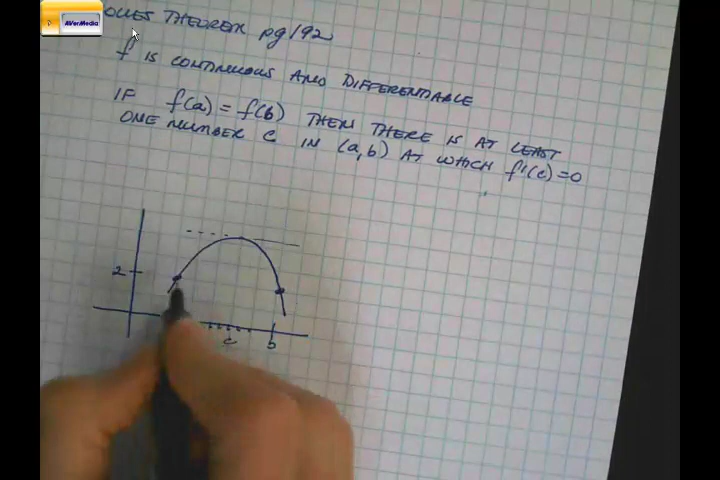 AVerMedia
THEOREM pg 192
f IS CONTINUOUS AND DIFFERENTIABLE
IF f(a) = f(b) THEN THERE IS AT LEAST
ONE NUMBER C IN (a,b) AT WHICH f'(c) = 0
2
c b